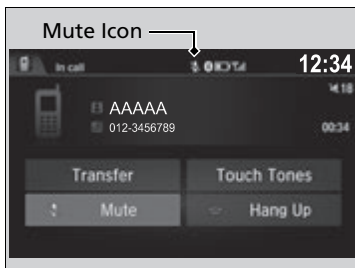 Mute Icon
In call
12:34
AAAAA
012-3456789
00:34
Transfer
Touch Tones
Mute
Hang Up